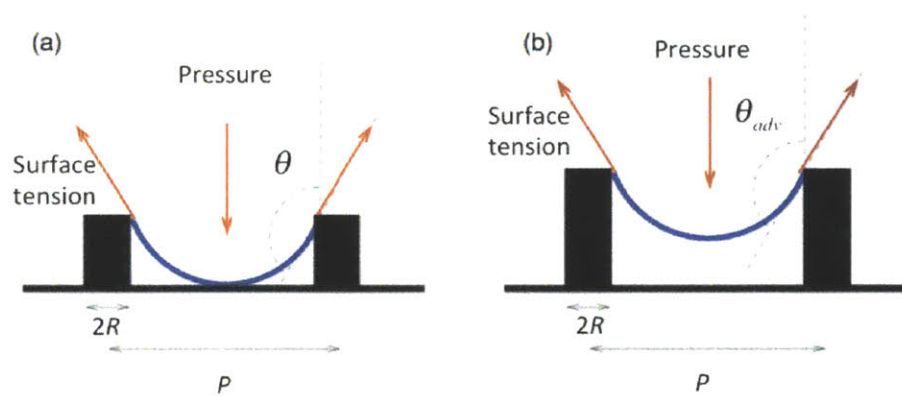 (a)
Pressure
Surface
tension
θ
2R
P
(b)
Pressure
Surface
tension
θadv
2R
P